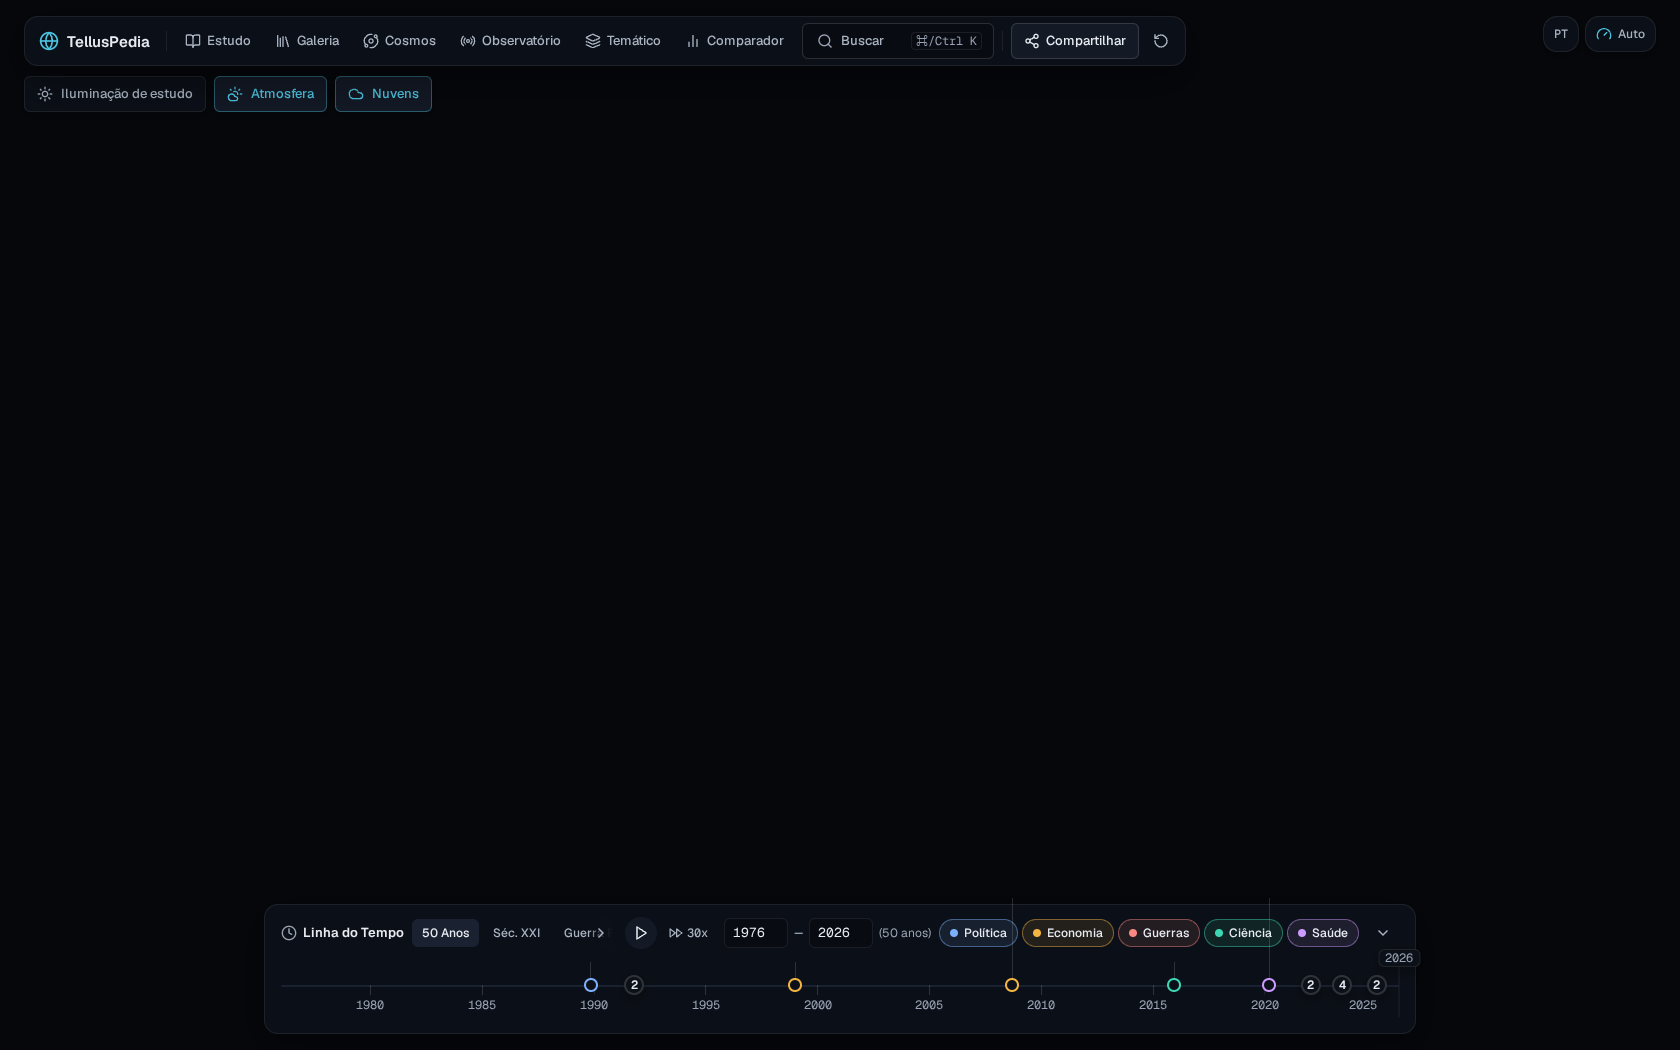 TellusPedia Estudo Galeria Cosmos Observatório Temático Comparador Buscar ⌘/Ctrl K Compartilhar PT Auto
Iluminação de estudo Atmosfera Nuvens
Linha do Tempo 50 Anos Séc. XXI Guerr 30x 1976 — 2026 (50 anos) Política Economia Guerras Ciência Saúde
2026
2 2 4 2
1980 1985 1990 1995 2000 2005 2010 2015 2020 2025